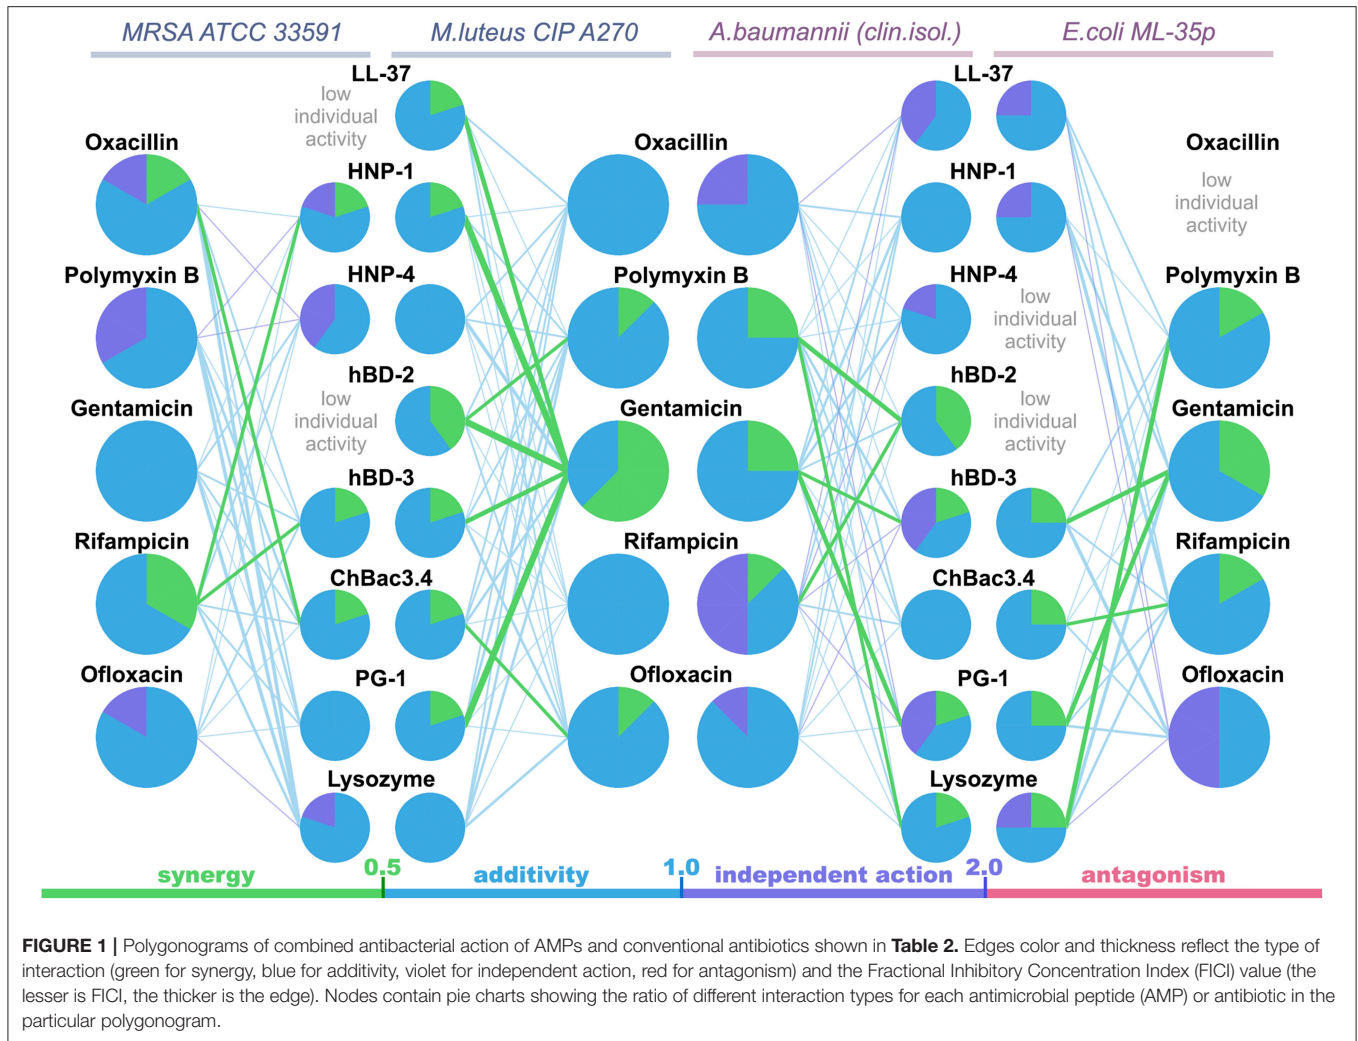 MRSA ATCC 33591
M.luteus CIP A270
A.baumannii (clin.isol.)
E.coli ML-35p
LL-37
low
individual
activity
LL-37
Oxacillin
Oxacillin
Oxacillin
low
individual
activity
HNP-1
HNP-1
Polymyxin B
HNP-4
Polymyxin B
HNP-4
low
individual
activity
Polymyxin B
hBD-2
low
individual
activity
hBD-2
low
individual
activity
Gentamicin
Gentamicin
Gentamicin
hBD-3
hBD-3
Rifampicin
Rifampicin
Rifampicin
ChBac3.4
ChBac3.4
Ofloxacin
PG-1
Ofloxacin
PG-1
Ofloxacin
Lysozyme
Lysozyme
synergy 0.5 additivity 1.0 independent action 2.0 antagonism
FIGURE 1 | Polygonograms of combined antibacterial action of AMPs and conventional antibiotics shown in Table 2. Edges color and thickness reflect the type of
interaction (green for synergy, blue for additivity, violet for independent action, red for antagonism) and the Fractional Inhibitory Concentration Index (FICI) value (the
lesser is FICI, the thicker is the edge). Nodes contain pie charts showing the ratio of different interaction types for each antimicrobial peptide (AMP) or antibiotic in the
particular polygonogram.